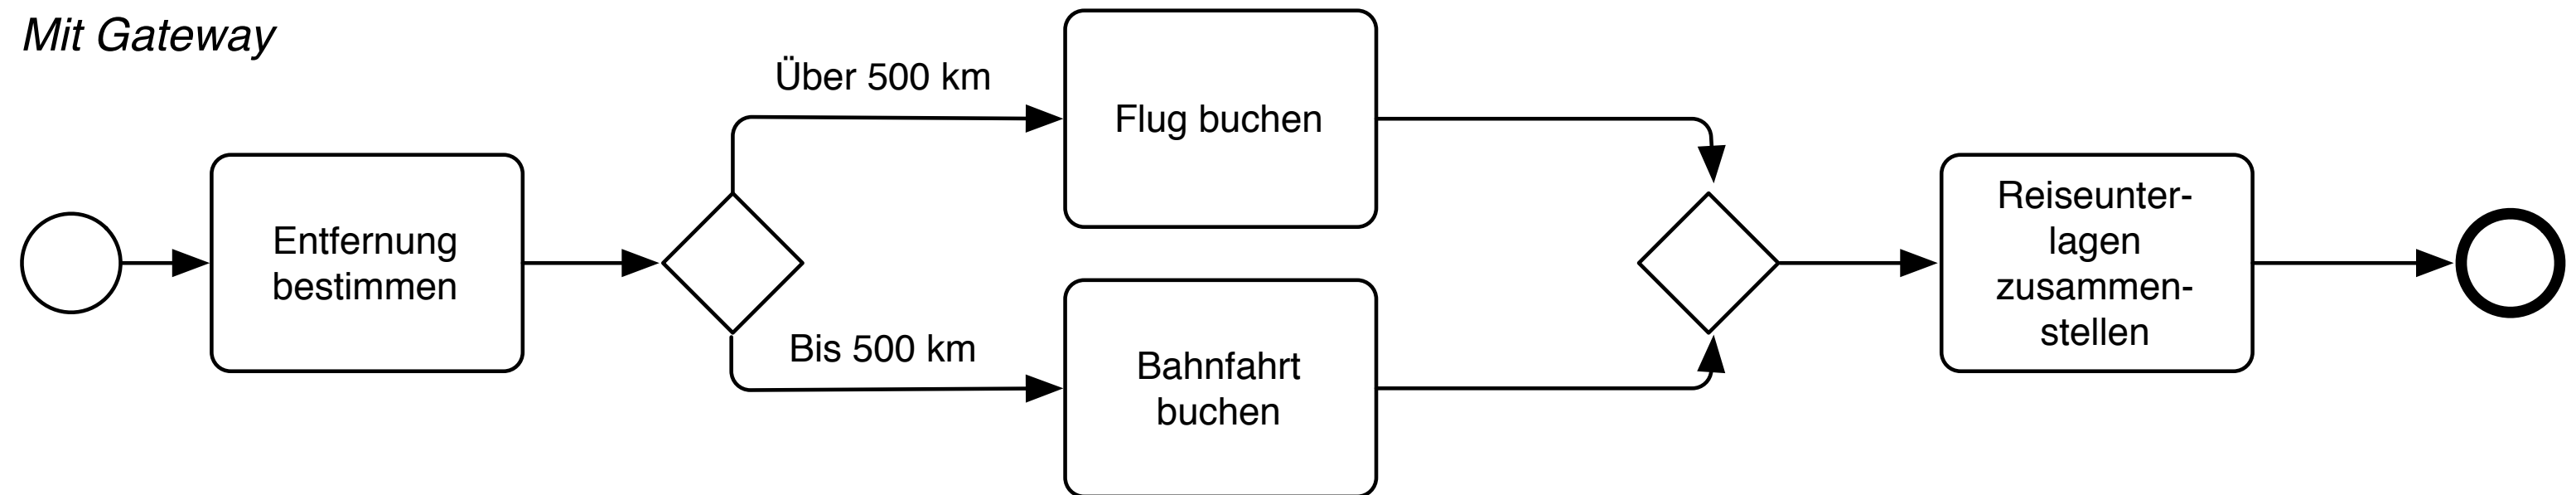 Mit Gateway
Über 500 km
Flug buchen
Entfernung
bestimmen
Bis 500 km
Bahnfahrt
buchen
Reiseunter-
lagen
zusammen-
stellen